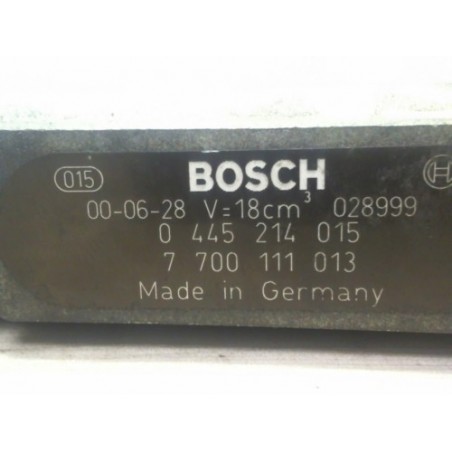 015 BOSCH
00-06-28 V=18cm³ 028999
0 445 214 015
7 700 111 013
Made in Germany